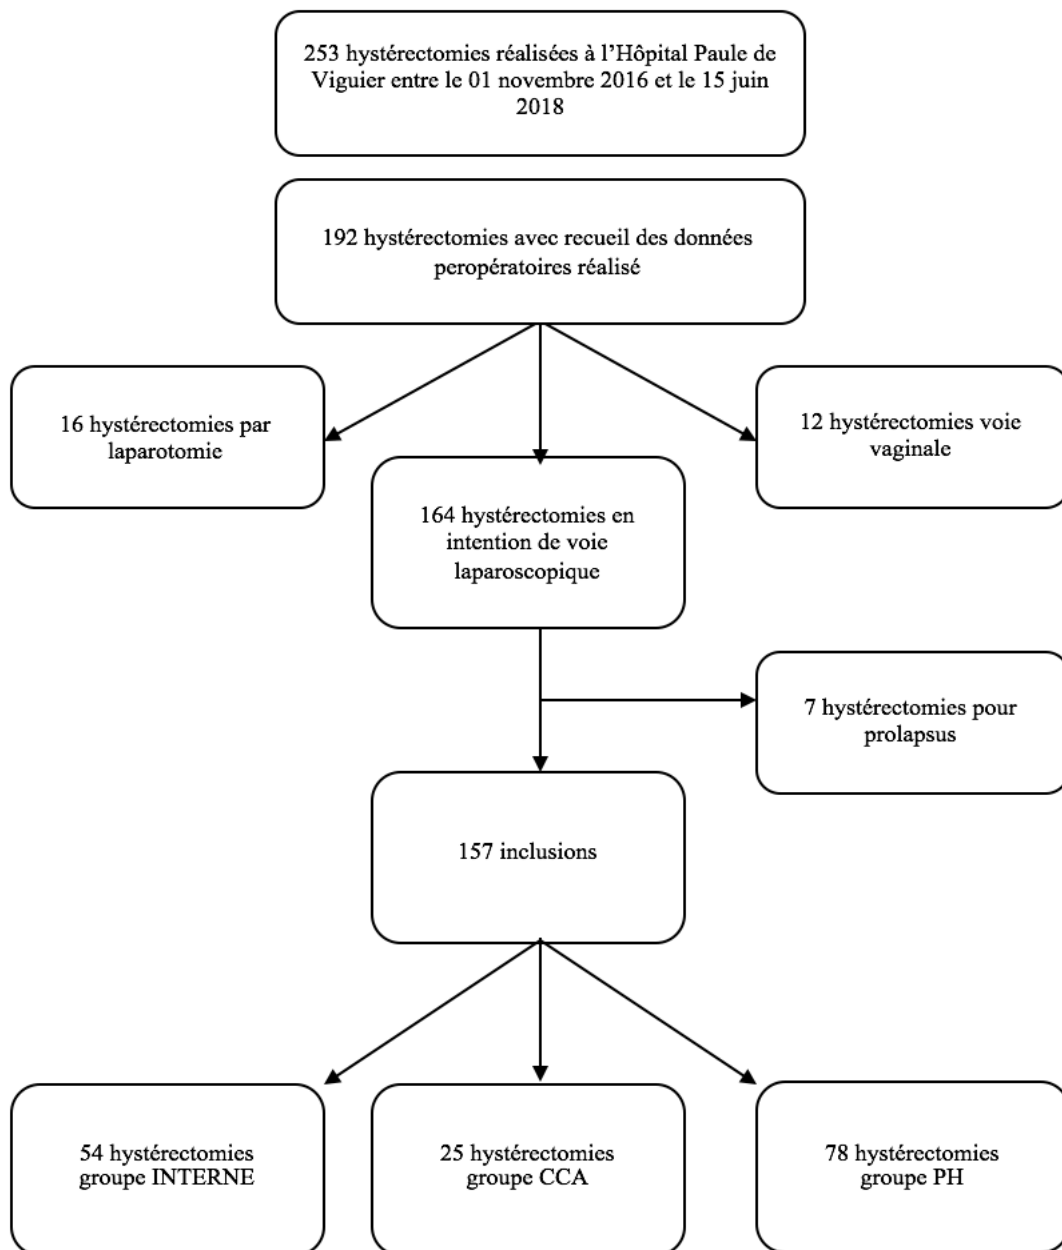 253 hystérectomies réalisées à l'Hôpital Paule de
Viguier entre le 01 novembre 2016 et le 15 juin
2018
192 hystérectomies avec recueil des données
peropératoires réalisé
16 hystérectomies par
laparotomie
12 hystérectomies voie
vaginale
164 hystérectomies en
intention de voie
laparoscopique
7 hystérectomies pour
prolapsus
157 inclusions
54 hystérectomies
groupe INTERNE
25 hystérectomies
groupe CCA
78 hystérectomies
groupe PH